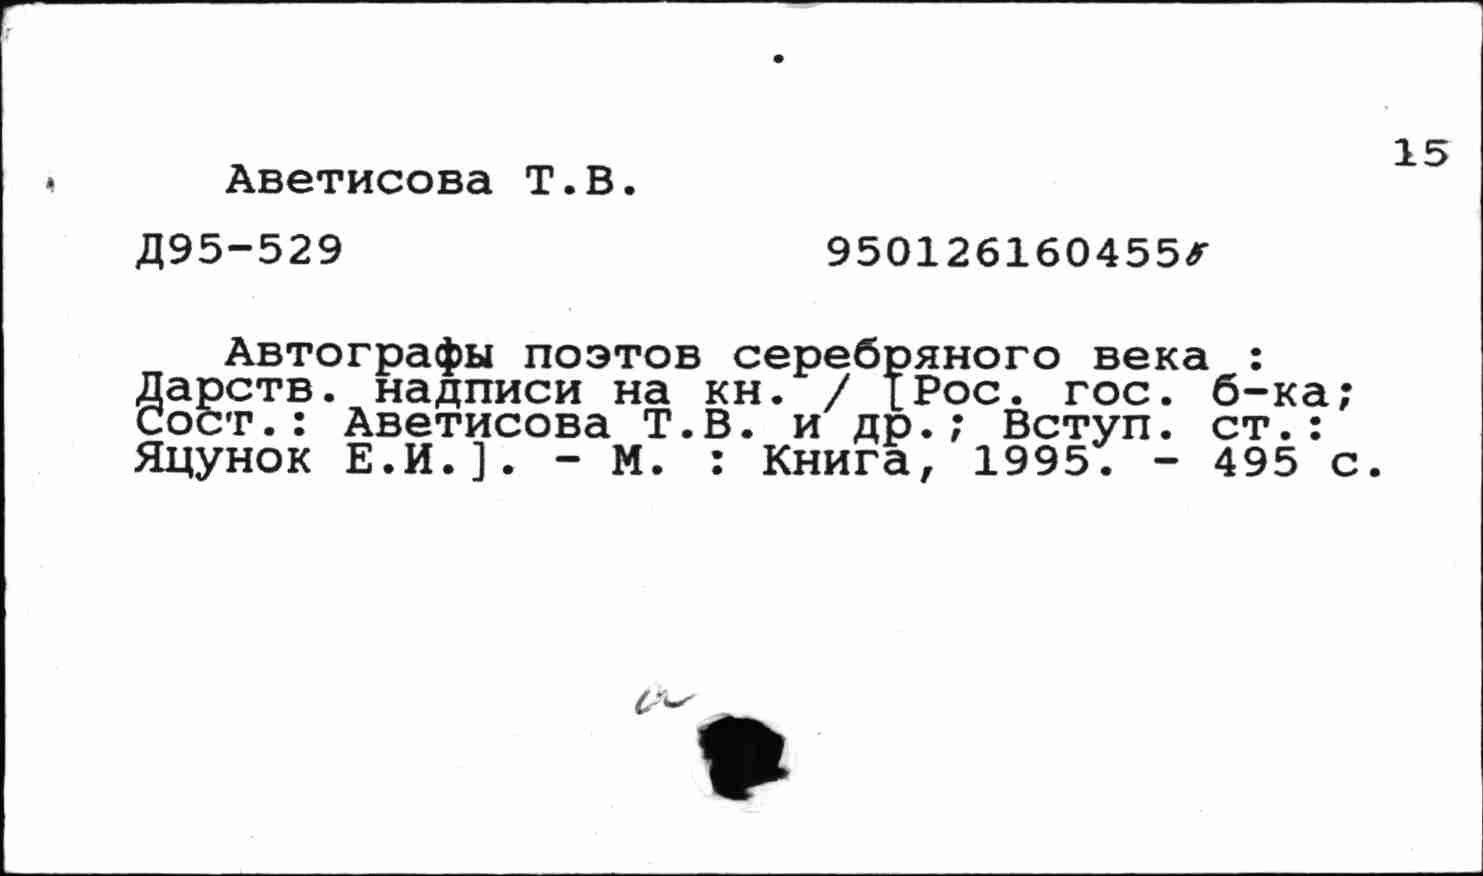 15
Аветисова Т.В.
Д95-529 950126160455
Автографы поэтов серебряного века :
Дарств. надписи на кн. / [Рос. гос. б-ка;
Сост.: Аветисова Т.В. и др.; Вступ. ст.:
Яцунок Е.И.]. - М. : Книга, 1995. - 495 с.